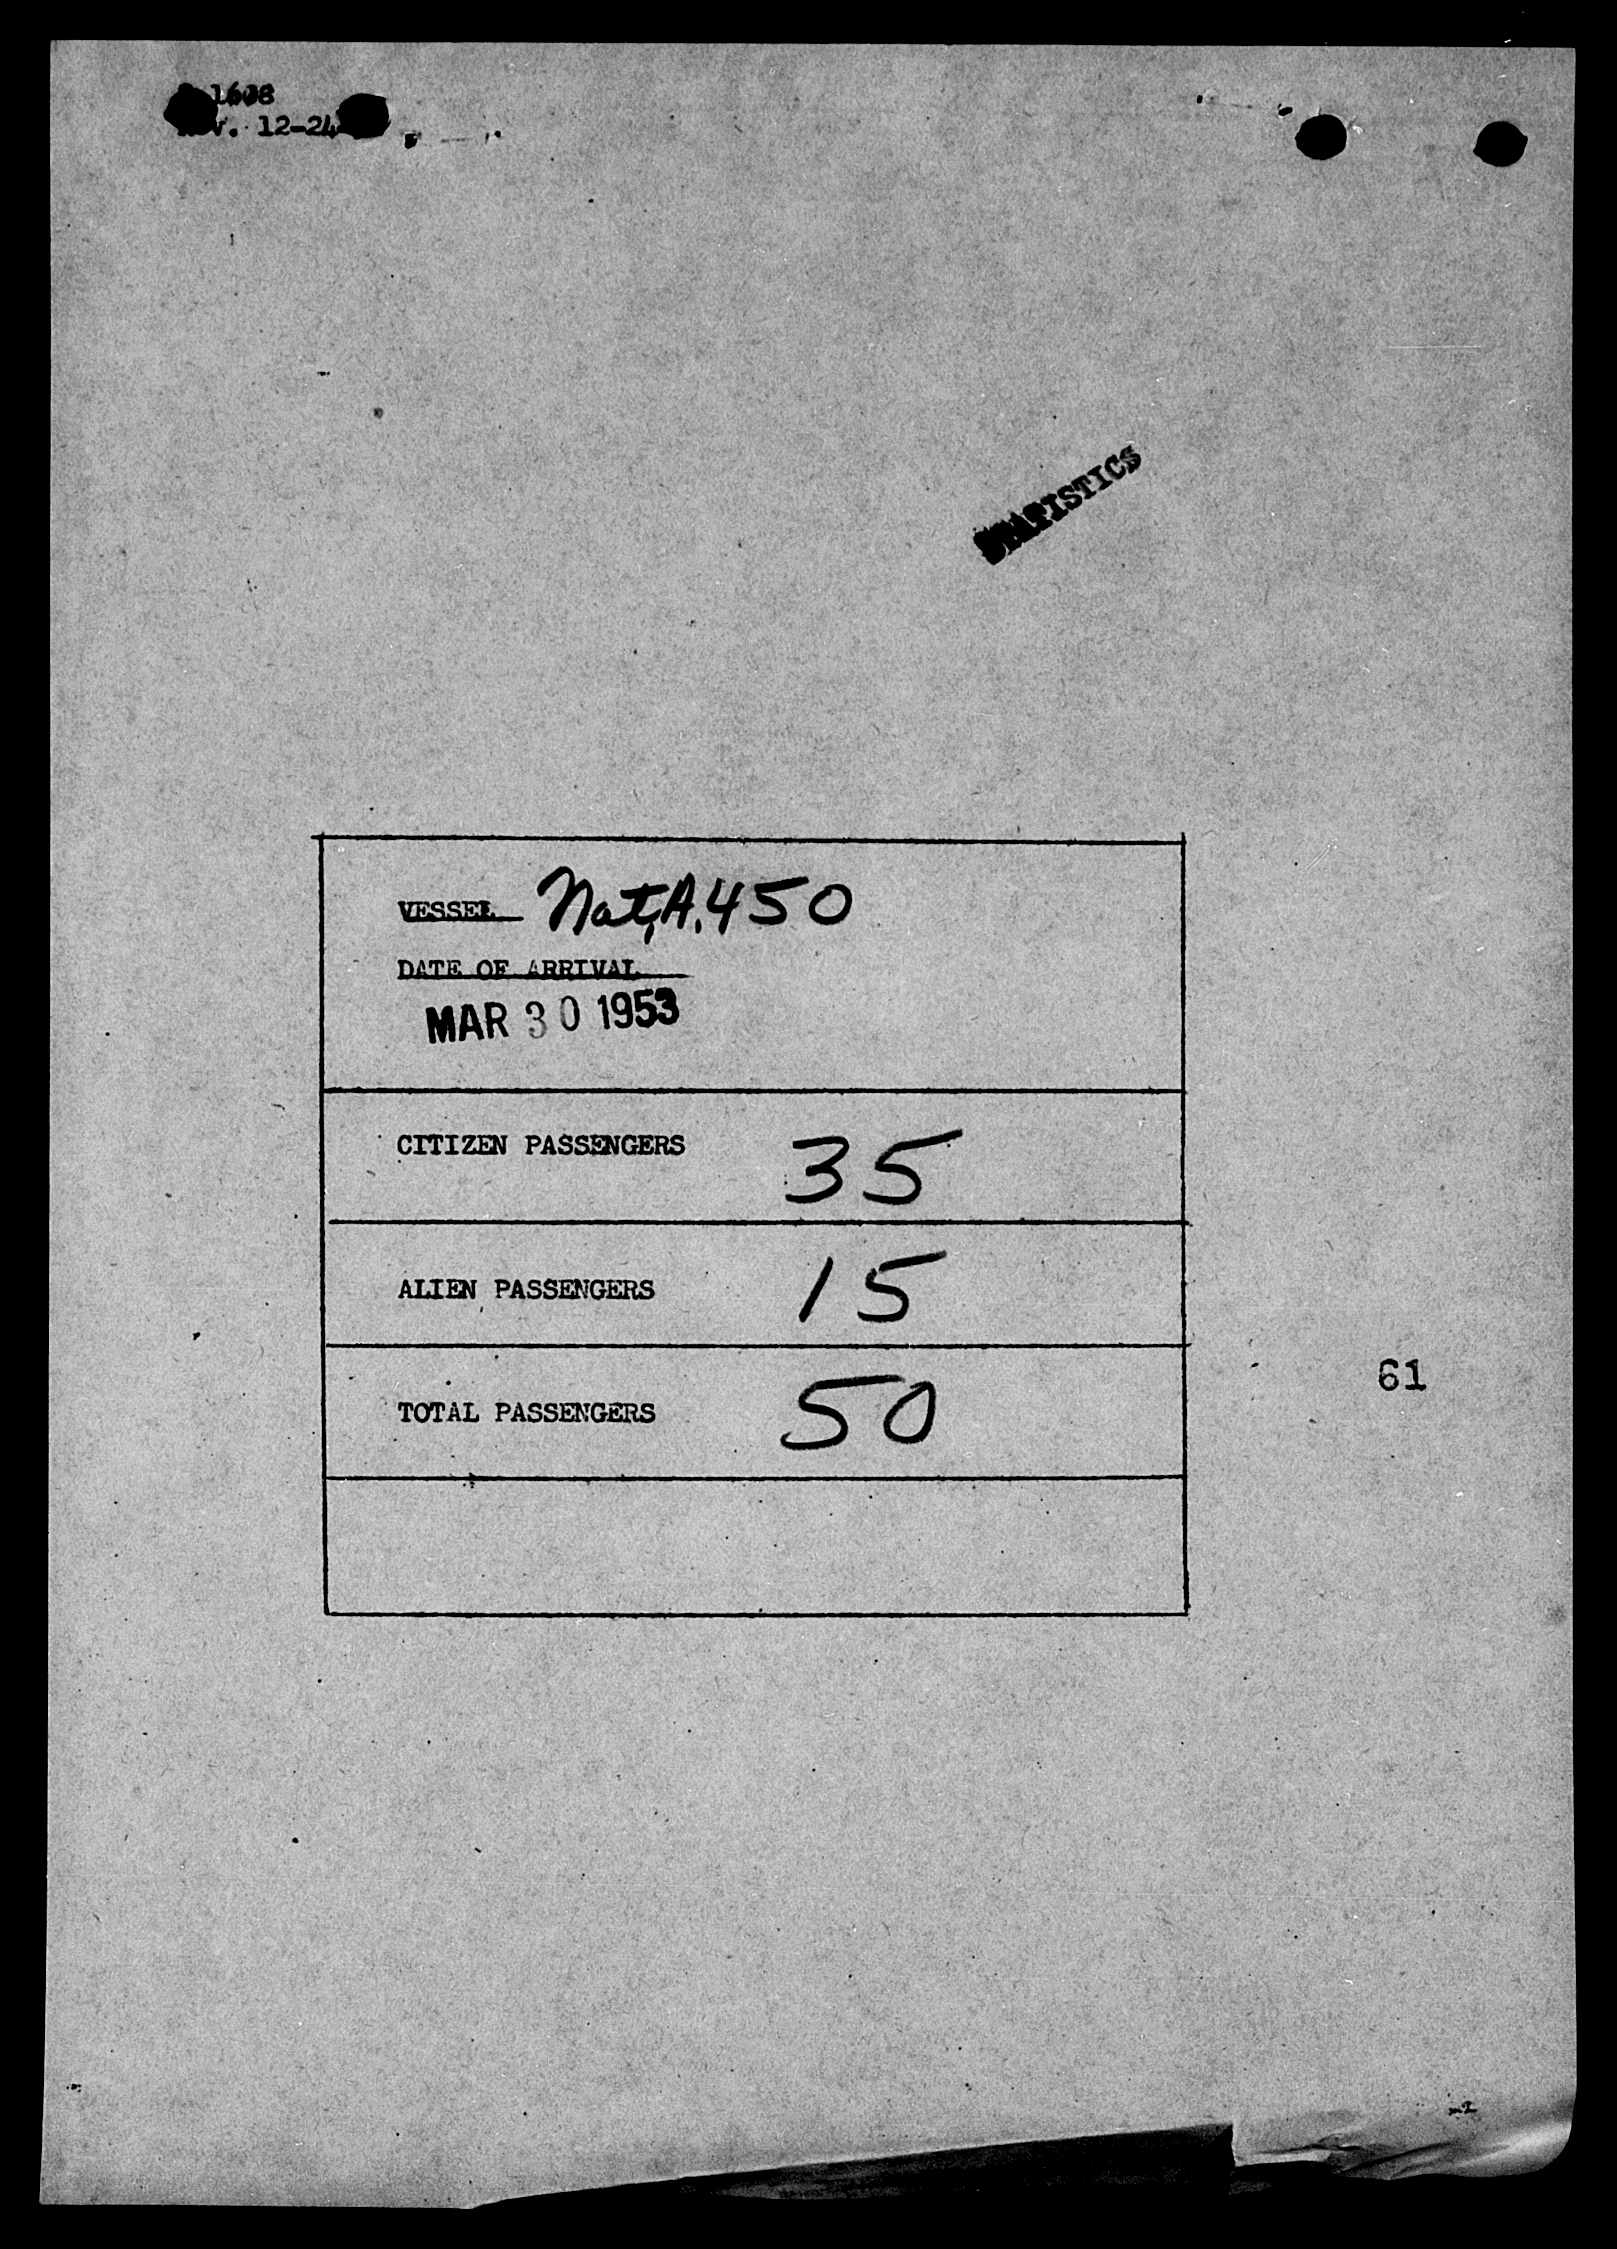 1608
v. 12-24
STATISTICS
VESSEL Nat. A. 450
DATE OF ARRIVAL
MAR 30 1953
CITIZEN PASSENGERS 35
ALIEN PASSENGERS 15
61
TOTAL PASSENGERS 50